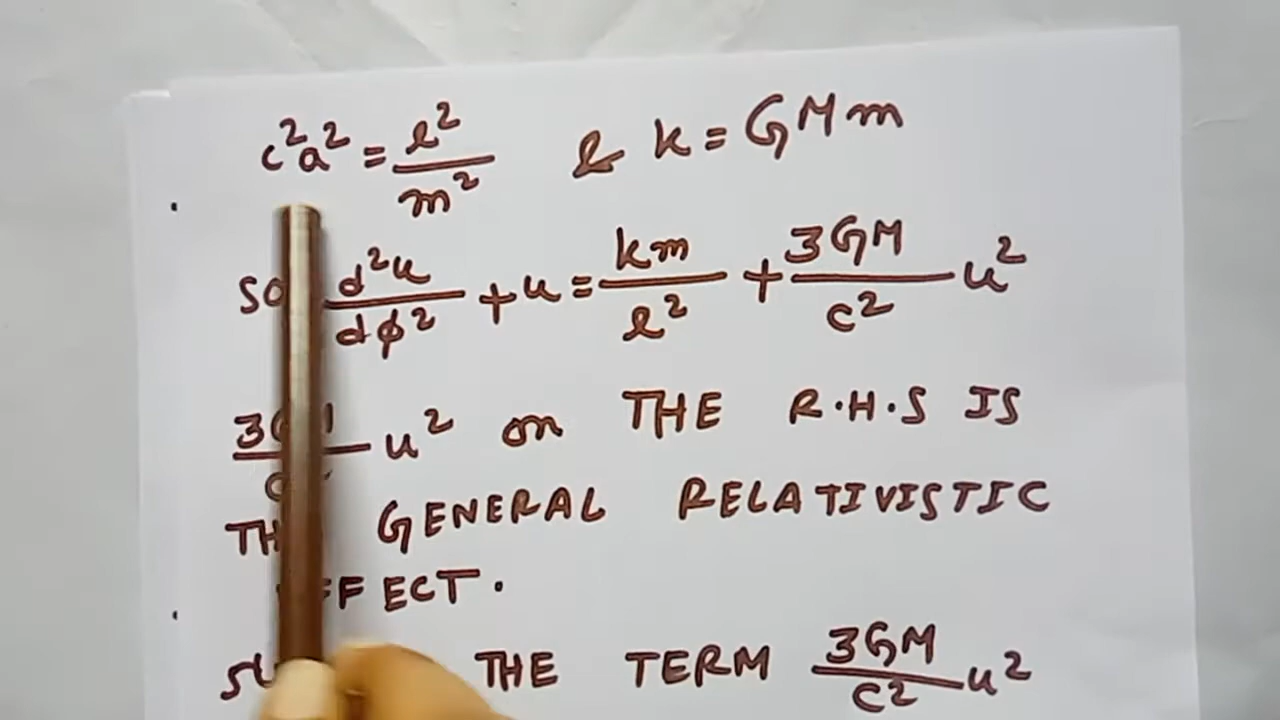 c²a² = l²/m² & k = GMm
SO d²u/dϕ² + u = km/l² + 3GM/c² u²
u² on THE R.H.S IS
GENERAL RELATIVISTIC
THE TERM 3GM/c² u²